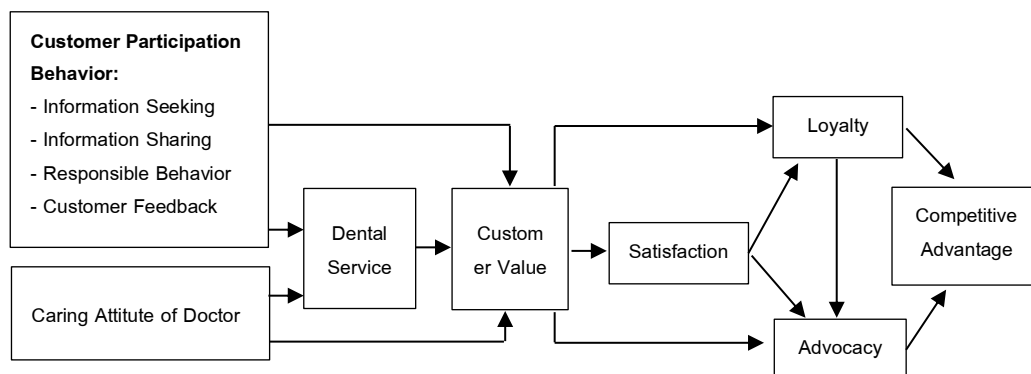 Customer Participation
Behavior:
- Information Seeking
- Information Sharing
- Responsible Behavior
- Customer Feedback
Caring Attitute of Doctor
Dental
Service
Custom
er Value
Satisfaction
Loyalty
Advocacy
Competitive
Advantage